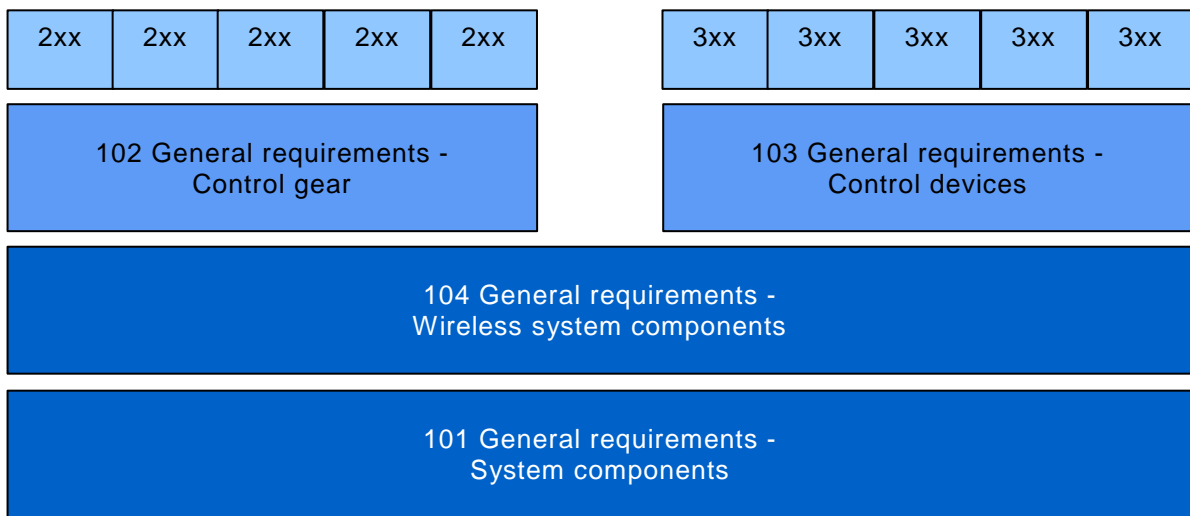 2xx 2xx 2xx 2xx 2xx 3xx 3xx 3xx 3xx 3xx
102 General requirements -
Control gear
103 General requirements -
Control devices
104 General requirements -
Wireless system components
101 General requirements -
System components